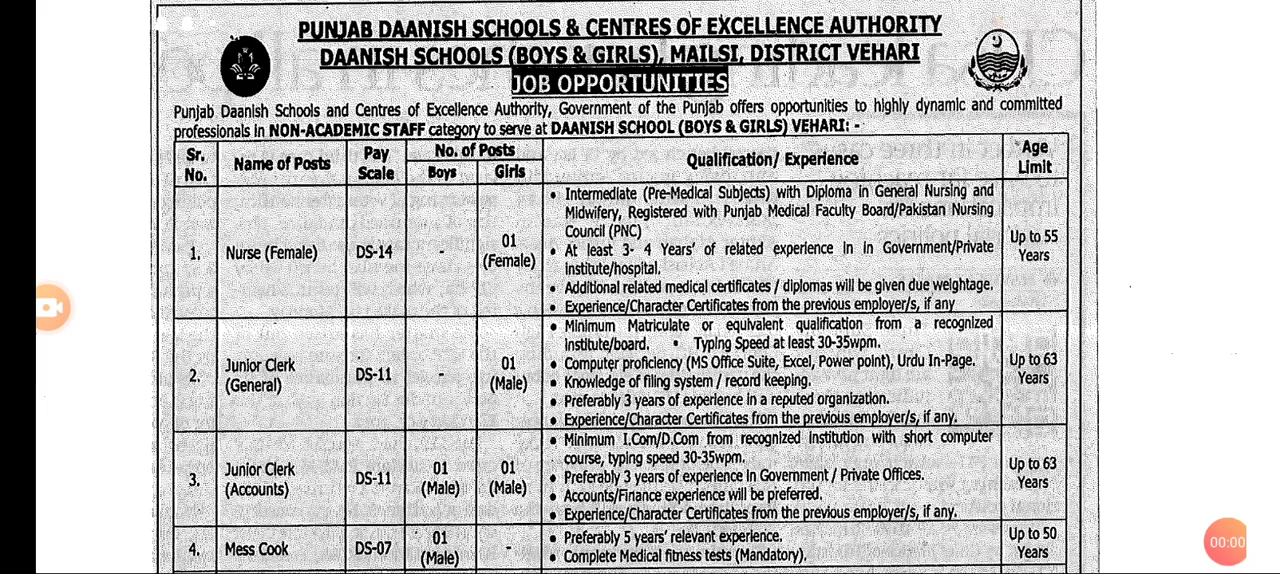 PUNJAB DAANISH SCHOOLS & CENTRES OF EXCELLENCE AUTHORITY
DAANISH SCHOOLS (BOYS & GIRLS), MAILSI, DISTRICT VEHARI
JOB OPPORTUNITIES
Punjab Daanish Schools and Centres of Excellence Authority, Government of the Punjab offers opportunities to highly dynamic and committed
professionals in NON-ACADEMIC STAFF category to serve at DAANISH SCHOOL (BOYS & GIRLS) VEHARI: -
Sr. No. Name of Posts Pay Scale No. of Posts Boys Girls Qualification/ Experience Age Limit
1. Nurse (Female) DS-14 - 01 (Female)
• Intermediate (Pre-Medical Subjects) with Diploma in General Nursing and
Midwifery, Registered with Punjab Medical Faculty Board/Pakistan Nursing
Council (PNC)
• At least 3- 4 Years' of related experience in in Government/Private
Institute/hospital.
• Additional related medical certificates / diplomas will be given due weightage.
• Experience/Character Certificates from the previous employer/s, if any
Up to 55
Years
2. Junior Clerk (General) DS-11 - 01 (Male)
• Minimum Matriculate or equivalent qualification from a recognized
institute/board. • Typing Speed at least 30-35wpm.
• Computer proficiency (MS Office Suite, Excel, Power point), Urdu In-Page.
• Knowledge of filing system / record keeping.
• Preferably 3 years of experience in a reputed organization.
• Experience/Character Certificates from the previous employer/s, if any.
Up to 63
Years
3. Junior Clerk (Accounts) DS-11 01 (Male) 01 (Male)
• Minimum I.Com/D.Com from recognized institution with short computer
course, typing speed 30-35wpm.
• Preferably 3 years of experience in Government / Private Offices.
• Accounts/Finance experience will be preferred.
• Experience/Character Certificates from the previous employer/s, if any.
Up to 63
Years
4. Mess Cook DS-07 01 (Male) -
• Preferably 5 years' relevant experience.
• Complete Medical fitness tests (Mandatory).
Up to 50
Years
00:00